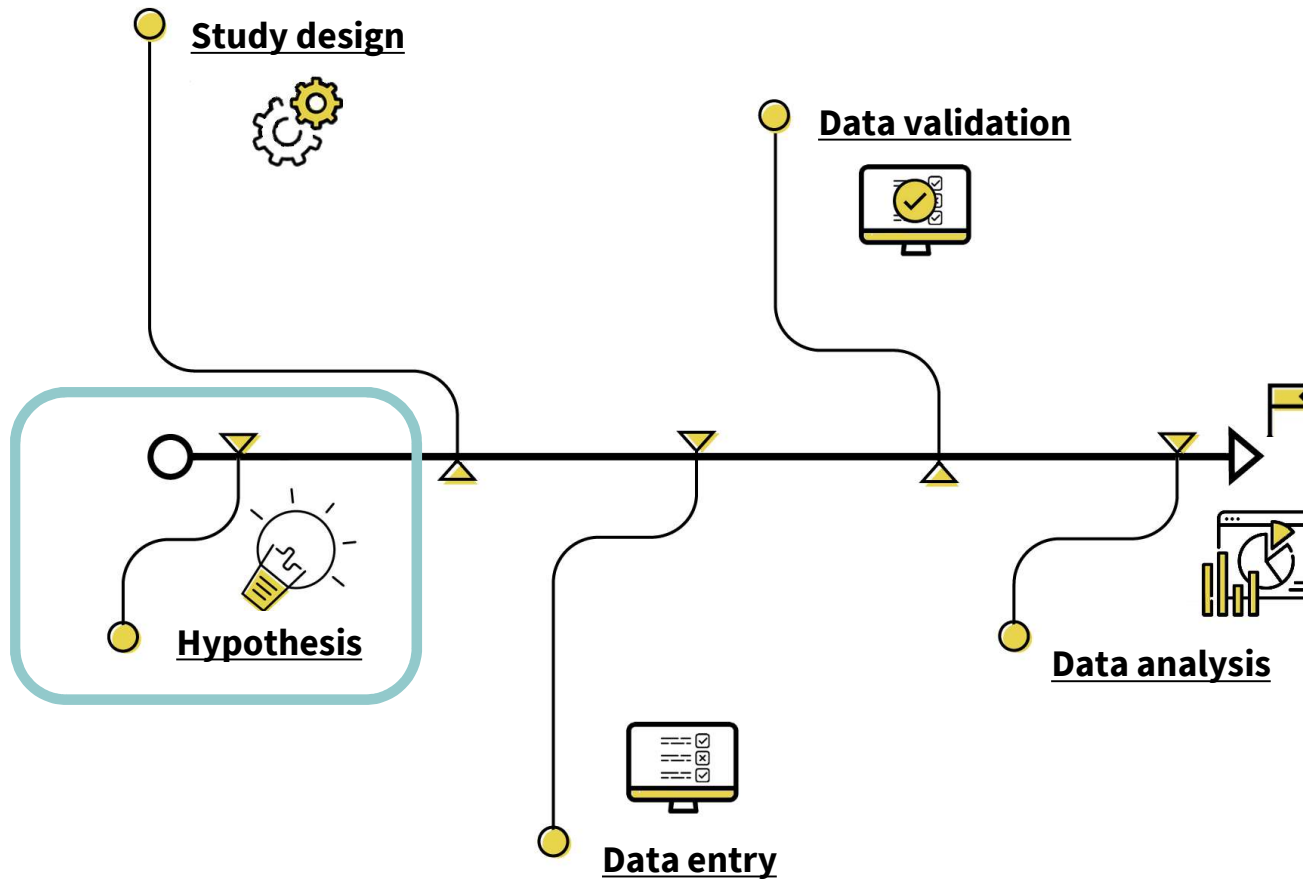 Study design
Data validation
Hypothesis
Data analysis
Data entry